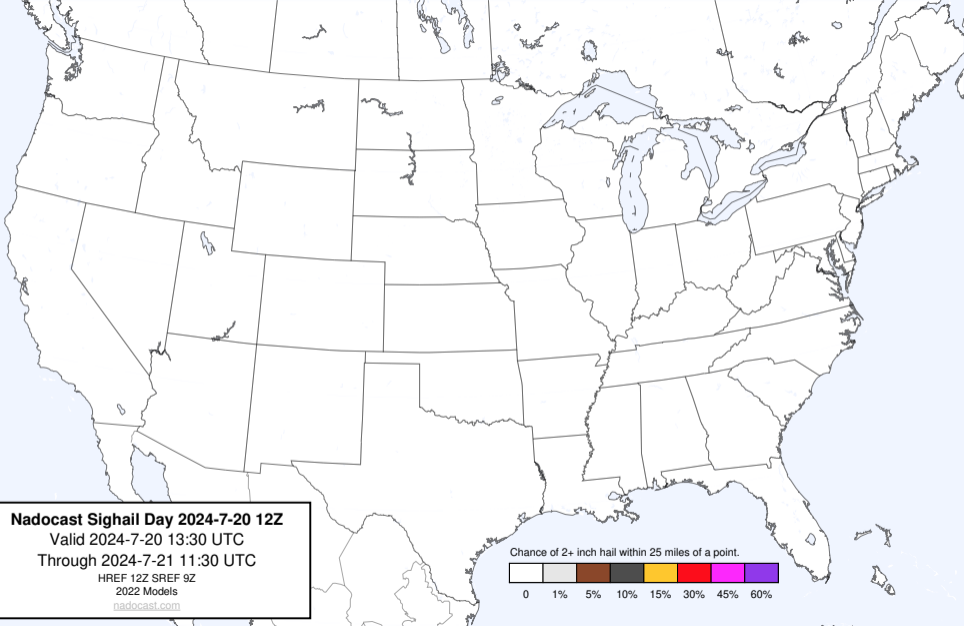 Nadocast Sighail Day 2024-7-20 12Z
Valid 2024-7-20 13:30 UTC
Through 2024-7-21 11:30 UTC
HREF 12Z SREF 9Z
2022 Models
nadocast.com
Chance of 2+ inch hail within 25 miles of a point.
0 1% 5% 10% 15% 30% 45% 60%